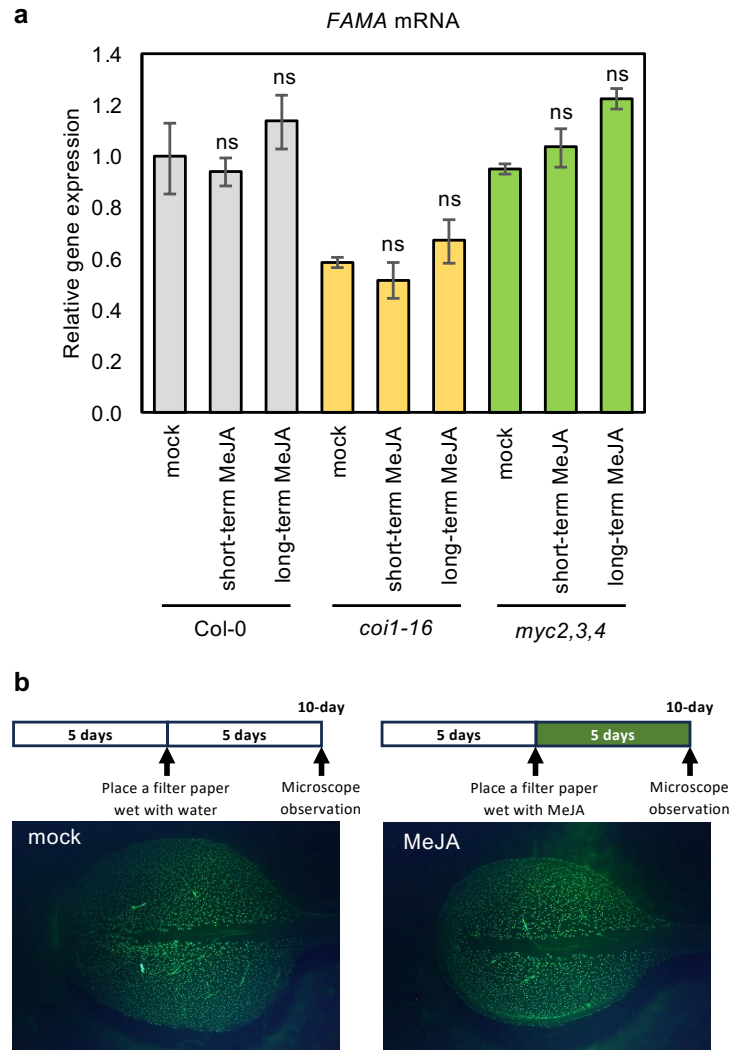 a
FAMA mRNA
Relative gene expression
1.4
1.2
1.0
0.8
0.6
0.4
0.2
0.0
ns
ns
ns
ns
ns
ns
mock
short-term MeJA
long-term MeJA
mock
short-term MeJA
long-term MeJA
mock
short-term MeJA
long-term MeJA
Col-0
coi1-16
myc2,3,4
b
10-day
5 days
5 days
Place a filter paper
wet with water
Microscope
observation
mock
10-day
5 days
5 days
Place a filter paper
wet with MeJA
Microscope
observation
MeJA